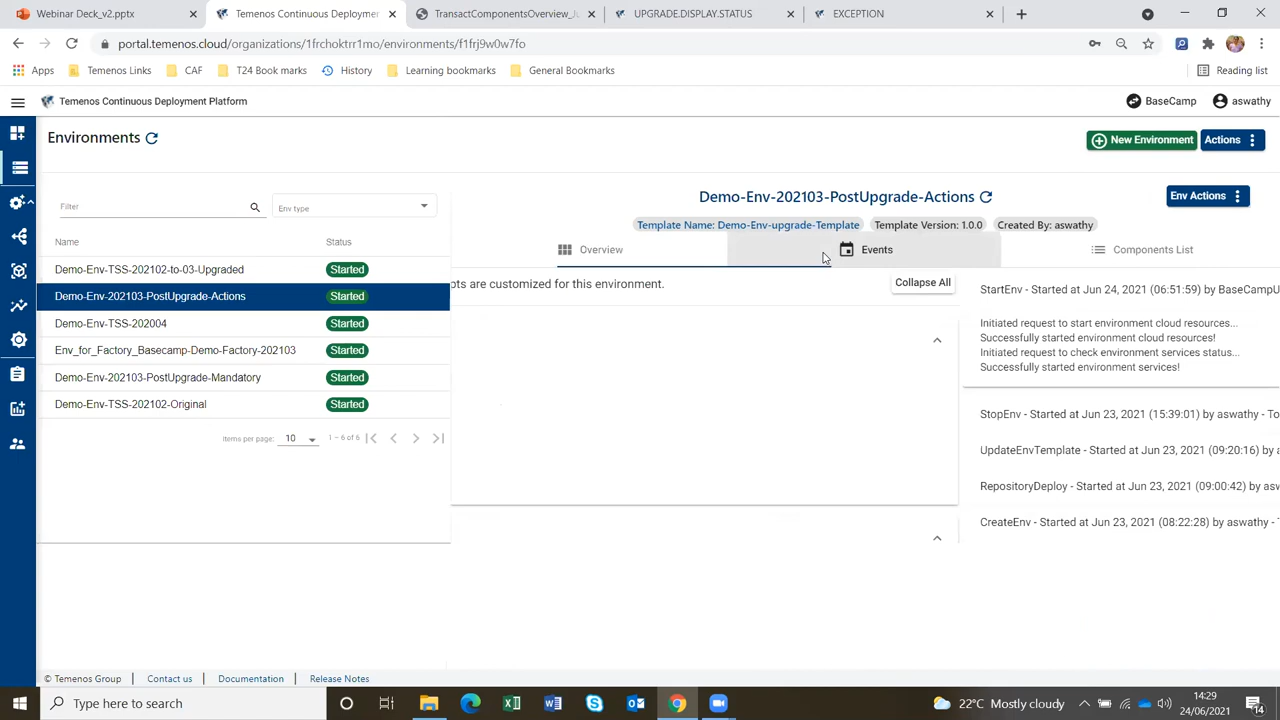 Webinar Deck_v2.pptx
Temenos Continuous Deployme
TransactComponentsOverview_Ju
UPGRADE.DISPLAY.STATUS
EXCEPTION
portal.temenos.cloud/organizations/1frchoktrr1mo/environments/f1frj9w0w7fo
Apps
Temenos Links
CAF
T24 Book marks
History
Learning bookmarks
General Bookmarks
Reading list
Temenos Continuous Deployment Platform
BaseCamp
aswathy
Environments
New Environment
Actions
Filter
Env type
Name
Status
Demo-Env-TSS-202102-to-03-Upgraded Started
Demo-Env-202103-PostUpgrade-Actions Started
Demo-Env-TSS-202004 Started
Env_for_Factory_Basecamp-Demo-Factory-202103 Started
Demo-Env-202103-PostUpgrade-Mandatory Started
Demo-Env-TSS-202102-Original Started
Items per page: 10 1 – 6 of 6
Demo-Env-202103-PostUpgrade-Actions
Env Actions
Template Name: Demo-Env-upgrade-Template
Template Version: 1.0.0
Created By: aswathy
Overview
Events
Components List
ots are customized for this environment.
Collapse All
StartEnv - Started at Jun 24, 2021 (06:51:59) by BaseCampU
Initiated request to start environment cloud resources...
Successfully started environment cloud resources!
Initiated request to check environment services status...
Successfully started environment services!
StopEnv - Started at Jun 23, 2021 (15:39:01) by aswathy - To
UpdateEnvTemplate - Started at Jun 23, 2021 (09:20:16) by a
RepositoryDeploy - Started at Jun 23, 2021 (09:00:42) by asw
CreateEnv - Started at Jun 23, 2021 (08:22:28) by aswathy - T
© Temenos Group
Contact us
Documentation
Release Notes
Type here to search
22°C Mostly cloudy
14:29
24/06/2021
14